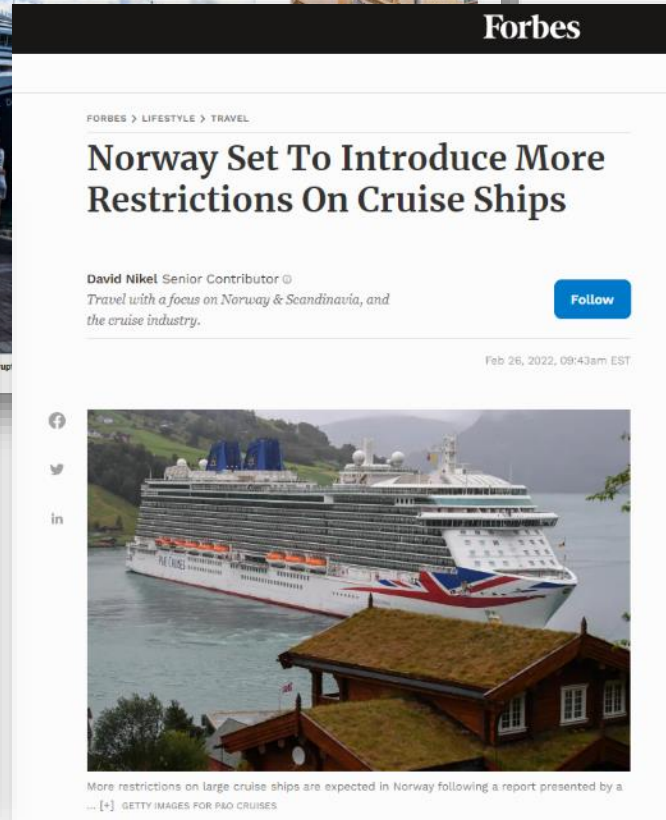 Forbes
FORBES > LIFESTYLE > TRAVEL
Norway Set To Introduce More
Restrictions On Cruise Ships
David Nikel Senior Contributor
Travel with a focus on Norway & Scandinavia, and
the cruise industry.
Follow
Feb 26, 2022, 09:43am EST
P&O CRUISES
More restrictions on large cruise ships are expected in Norway following a report presented by a
... [+] GETTY IMAGES FOR P&O CRUISES